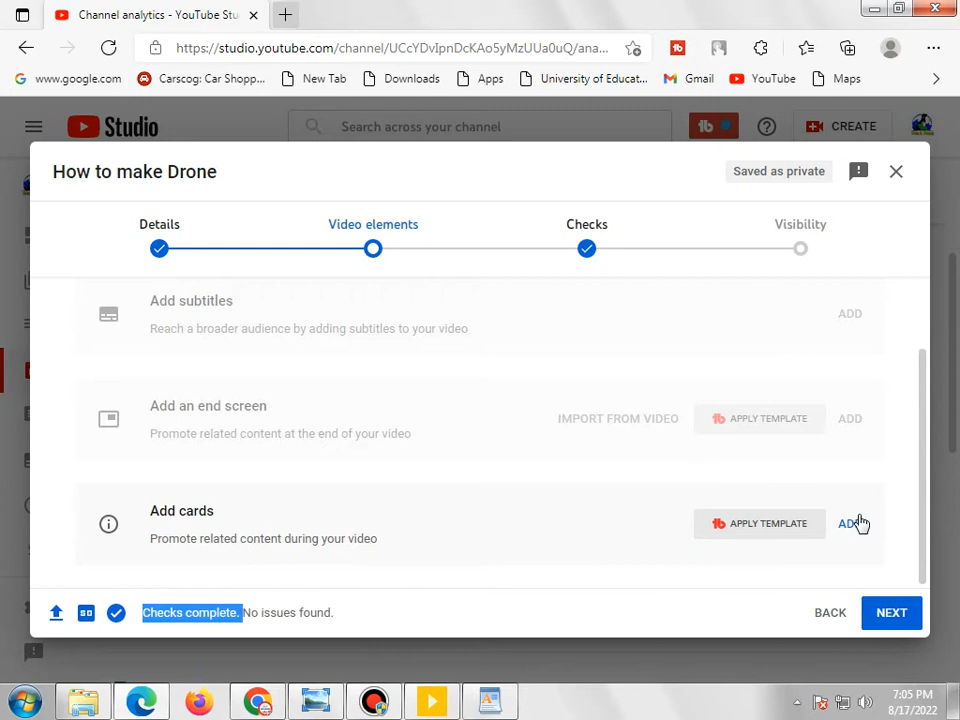 Channel analytics - YouTube Stu
https://studio.youtube.com/channel/UCcYDvIpnDcKAo5yMzUUa0uQ/ana...
www.google.com
Carscog: Car Shopp...
New Tab
Downloads
Apps
University of Educat...
Gmail
YouTube
Maps
Studio
Search across your channel
CREATE
How to make Drone
Saved as private
Details
Video elements
Checks
Visibility
Add subtitles
Reach a broader audience by adding subtitles to your video
ADD
Add an end screen
Promote related content at the end of your video
IMPORT FROM VIDEO
APPLY TEMPLATE
ADD
Add cards
Promote related content during your video
APPLY TEMPLATE
ADD
SD
Checks complete. No issues found.
BACK
NEXT
7:05 PM
8/17/2022